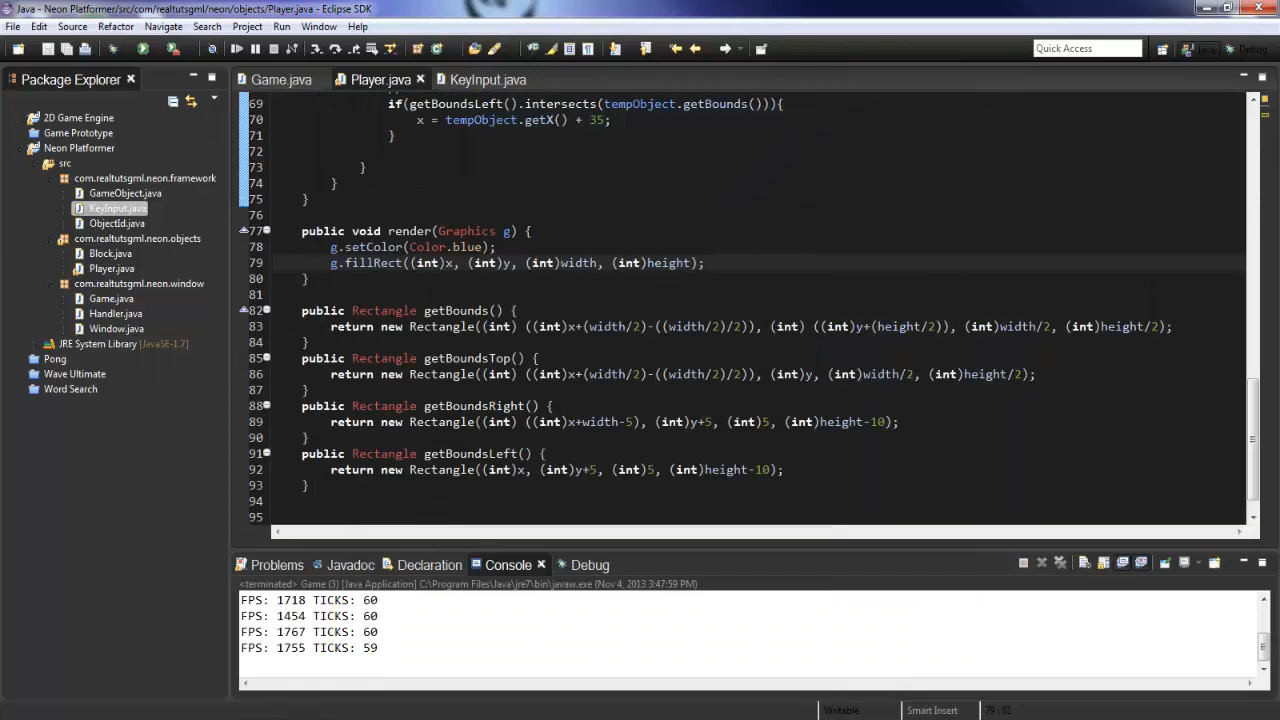 Java - Neon Platformer/src/com/realtutsgml/neon/objects/Player.java - Eclipse SDK
File Edit Source Refactor Navigate Search Project Run Window Help
Quick Access
Java
Debug
Package Explorer
Game.java
Player.java
KeyInput.java
2D Game Engine
Game Prototype
Neon Platformer
src
com.realtutsgml.neon.framework
GameObject.java
KeyInput.java
ObjectId.java
com.realtutsgml.neon.objects
Block.java
Player.java
com.realtutsgml.neon.window
Game.java
Handler.java
Window.java
JRE System Library [JavaSE-1.7]
Pong
Wave Ultimate
Word Search
69 if(getBoundsLeft().intersects(tempObject.getBounds())){
70 x = tempObject.getX() + 35;
71 }
72
73 }
74 }
75 }
76
77 public void render(Graphics g) {
78 g.setColor(Color.blue);
79 g.fillRect((int)x, (int)y, (int)width, (int)height);
80 }
81
82 public Rectangle getBounds() {
83 return new Rectangle((int) ((int)x+(width/2)-((width/2)/2)), (int) ((int)y+(height/2)), (int)width/2, (int)height/2);
84 }
85 public Rectangle getBoundsTop() {
86 return new Rectangle((int) ((int)x+(width/2)-((width/2)/2)), (int)y, (int)width/2, (int)height/2);
87 }
88 public Rectangle getBoundsRight() {
89 return new Rectangle((int) ((int)x+width-5), (int)y+5, (int)5, (int)height-10);
90 }
91 public Rectangle getBoundsLeft() {
92 return new Rectangle((int)x, (int)y+5, (int)5, (int)height-10);
93 }
94
95
Problems Javadoc Declaration Console Debug
<terminated> Game (3) [Java Application] C:\Program Files\Java\jre7\bin\javaw.exe (Nov 4, 2013 3:47:59 PM)
FPS: 1718 TICKS: 60
FPS: 1454 TICKS: 60
FPS: 1767 TICKS: 60
FPS: 1755 TICKS: 59
Writable
Smart Insert
79 : 61